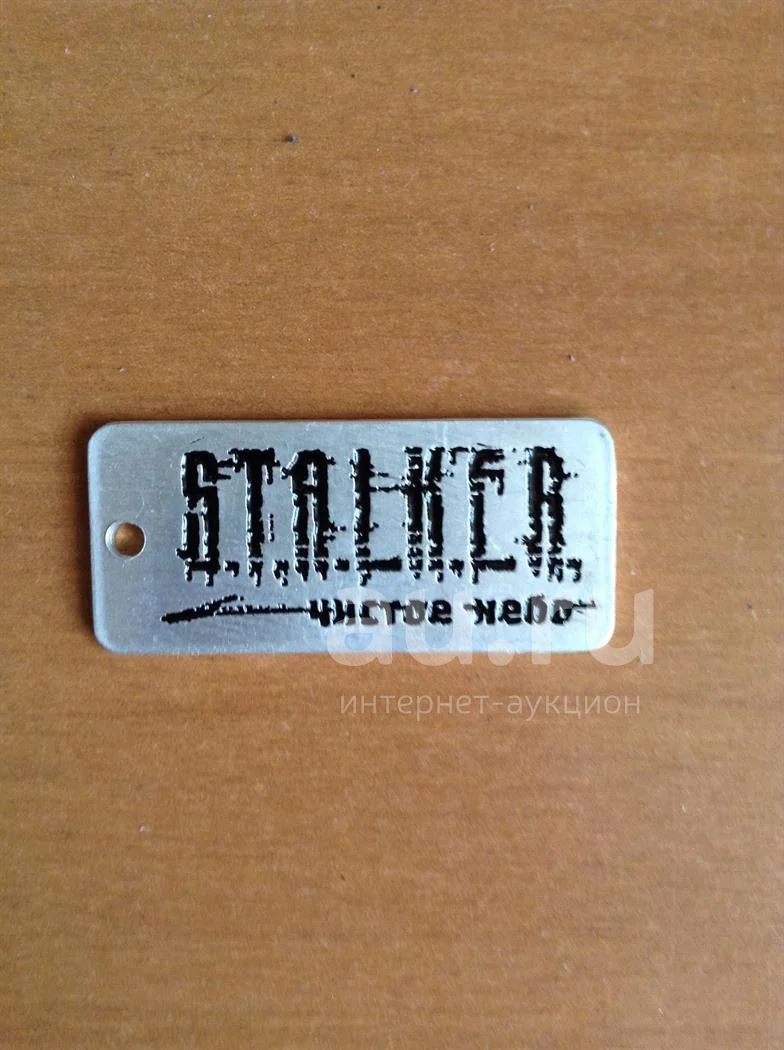 S.T.A.L.K.E.R.
чистое небо
au.ru
интернет-аукцион